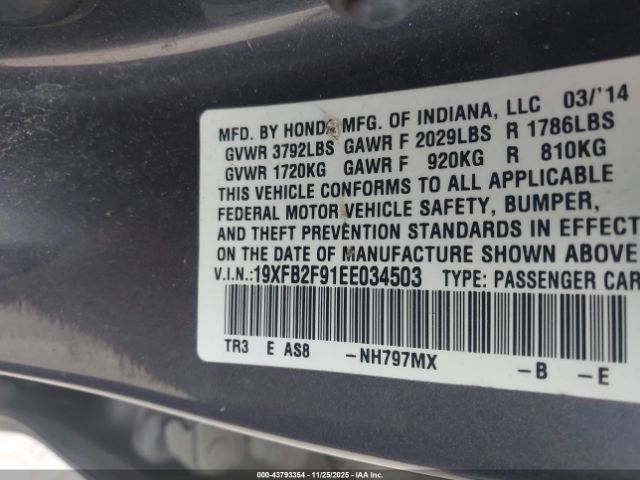 MFD. BY HONDA MFG. OF INDIANA, LLC 03/'14
GVWR 3792LBS GAWR F 2029LBS R 1786LBS
GVWR 1720KG GAWR F 920KG R 810KG
THIS VEHICLE CONFORMS TO ALL APPLICABLE
FEDERAL MOTOR VEHICLE SAFETY, BUMPER,
AND THEFT PREVENTION STANDARDS IN EFFECT
ON THE DATE OF MANUFACTURE SHOWN ABOVE
V.I.N.:19XFB2F91EE034503 TYPE: PASSENGER CAR
TR3 E AS8 -NH797MX -B -E
000-43793354 - 11/25/2025 - IAAI.COM